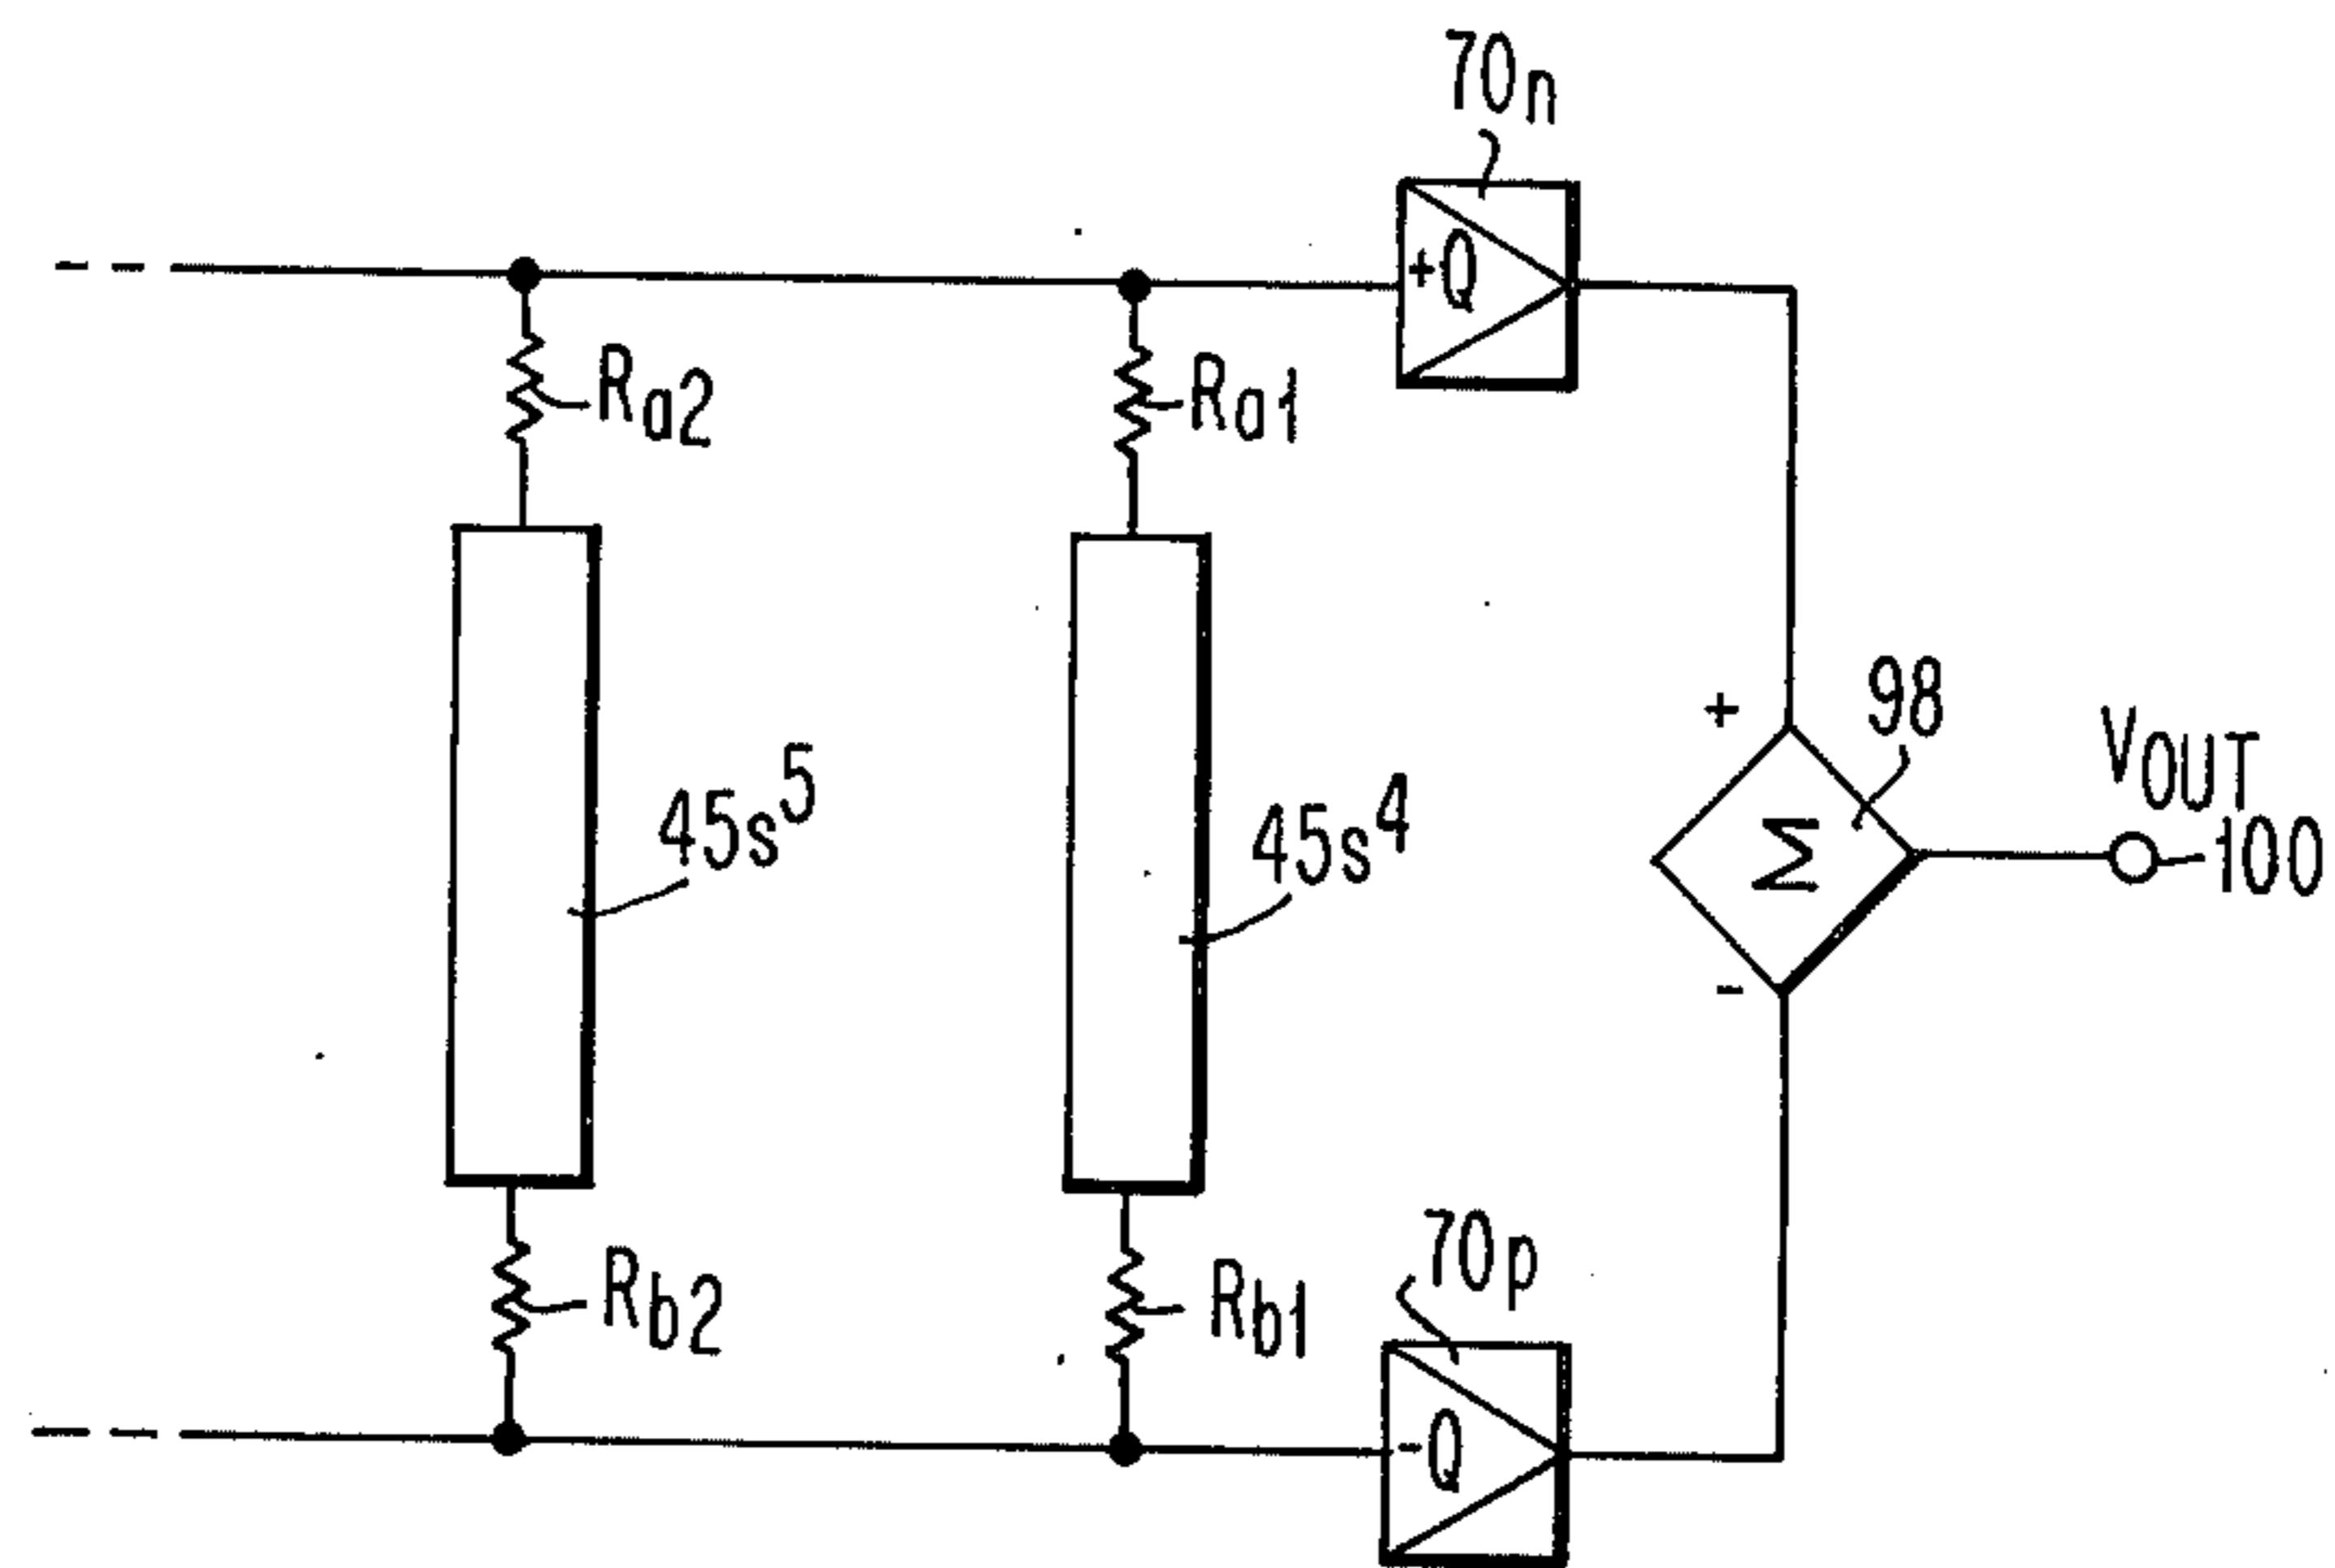 70n
+Q
Ra2
Ra1
+
98
VOUT
Σ
100
45s5
45s4
-
70p
Rb2
Rb1
-Q